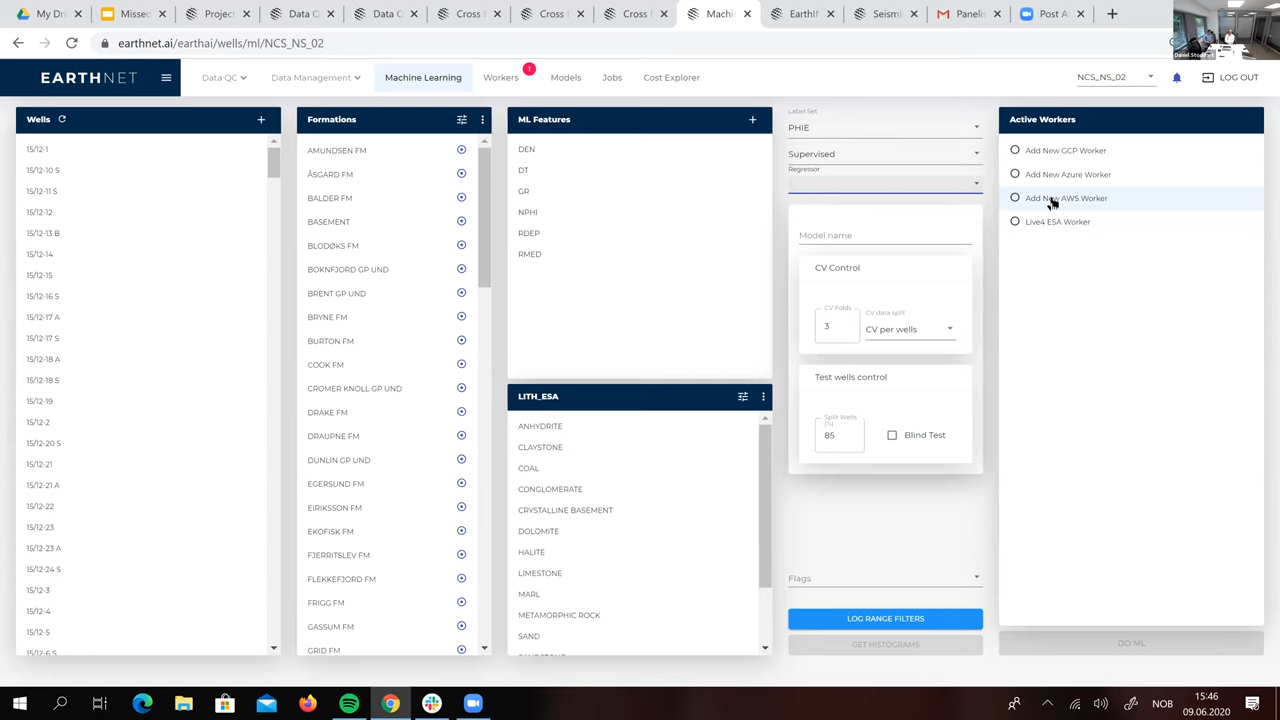 My Dr
Missed
Project
Data Q
Data Q
Cross F
Cross F
Cross E
Machin
EarthN
Seismi
Panelis
Post A
earthnet.ai/earthai/wells/ml/NCS_NS_02
Daniel Stoddart
EARTHNET
Data QC
Data Management
Machine Learning
Workers
1
Models
Jobs
Cost Explorer
NCS_NS_02
LOG OUT
Wells
15/12-1
15/12-10 S
15/12-11 S
15/12-12
15/12-13 B
15/12-14
15/12-15
15/12-16 S
15/12-17 A
15/12-17 S
15/12-18 A
15/12-18 S
15/12-19
15/12-2
15/12-20 S
15/12-21
15/12-21 A
15/12-22
15/12-23
15/12-23 A
15/12-24 S
15/12-3
15/12-4
15/12-5
15/12-6 S
Formations
AMUNDSEN FM
ÅSGARD FM
BALDER FM
BASEMENT
BLODØKS FM
BOKNFJORD GP UND
BRENT GP UND
BRYNE FM
BURTON FM
COOK FM
CROMER KNOLL GP UND
DRAKE FM
DRAUPNE FM
DUNLIN GP UND
EGERSUND FM
EIRIKSSON FM
EKOFISK FM
FJERRITSLEV FM
FLEKKEFJORD FM
FRIGG FM
GASSUM FM
GRID FM
ML Features
DEN
DT
GR
NPHI
RDEP
RMED
LITH_ESA
ANHYDRITE
CLAYSTONE
COAL
CONGLOMERATE
CRYSTALLINE BASEMENT
DOLOMITE
HALITE
LIMESTONE
MARL
METAMORPHIC ROCK
SAND
Label Set
PHIE
Supervised
Regressor
Model name
CV Control
CV Folds
3
CV data split
CV per wells
Test wells control
Split Wells
(%)
85
Blind Test
Flags
LOG RANGE FILTERS
GET HISTOGRAMS
Active Workers
Add New GCP Worker
Add New Azure Worker
Add New AWS Worker
Live4 ESA Worker
DO ML
NOB
15:46
09.06.2020